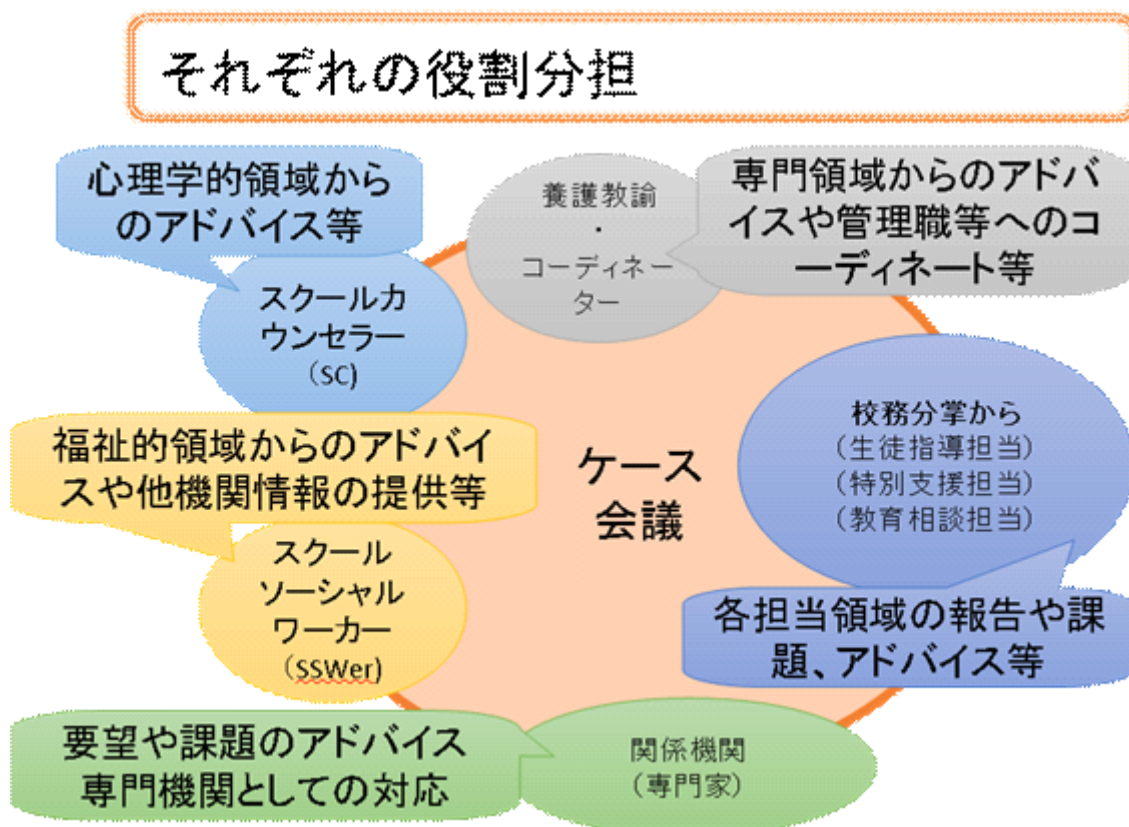 それぞれの役割分担
心理学的領域から
のアドバイス等
スクールカ
ウンセラー
（SC)
養護教諭
・
コーディネー
ター
専門領域からのアドバ
イスや管理職等へのコ
ーディネート等
校務分掌から
（生徒指導担当）
（特別支援担当）
（教育相談担当）
各担当領域の報告や課
題、アドバイス等
ケース
会議
福祉的領域からのアドバイ
スや他機関情報の提供等
スクール
ソーシャル
ワーカー
（SSWer)
要望や課題のアドバイス
専門機関としての対応
関係機関
（専門家）